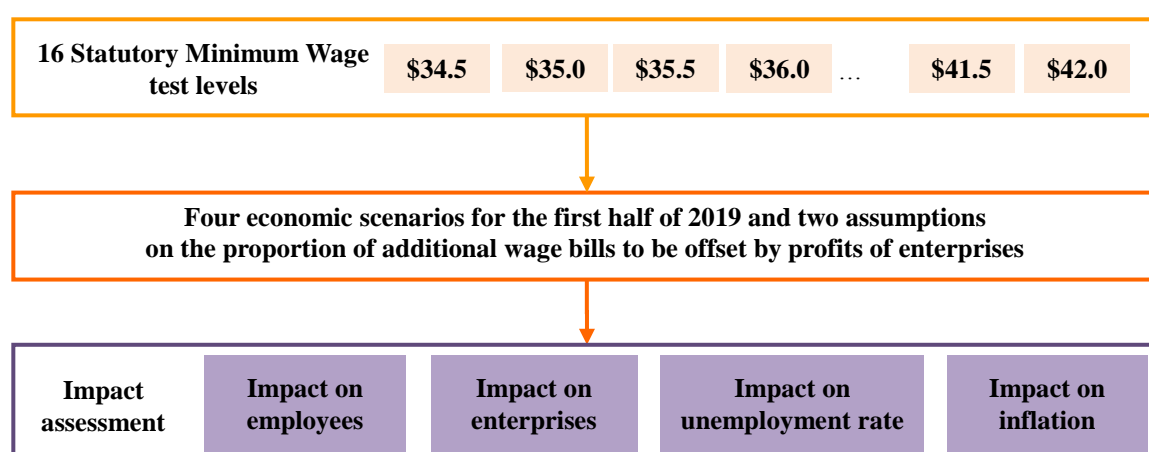 16 Statutory Minimum Wage
test levels
$34.5 $35.0 $35.5 $36.0 … $41.5 $42.0
Four economic scenarios for the first half of 2019 and two assumptions
on the proportion of additional wage bills to be offset by profits of enterprises
Impact
assessment
Impact on
employees
Impact on
enterprises
Impact on
unemployment rate
Impact on
inflation